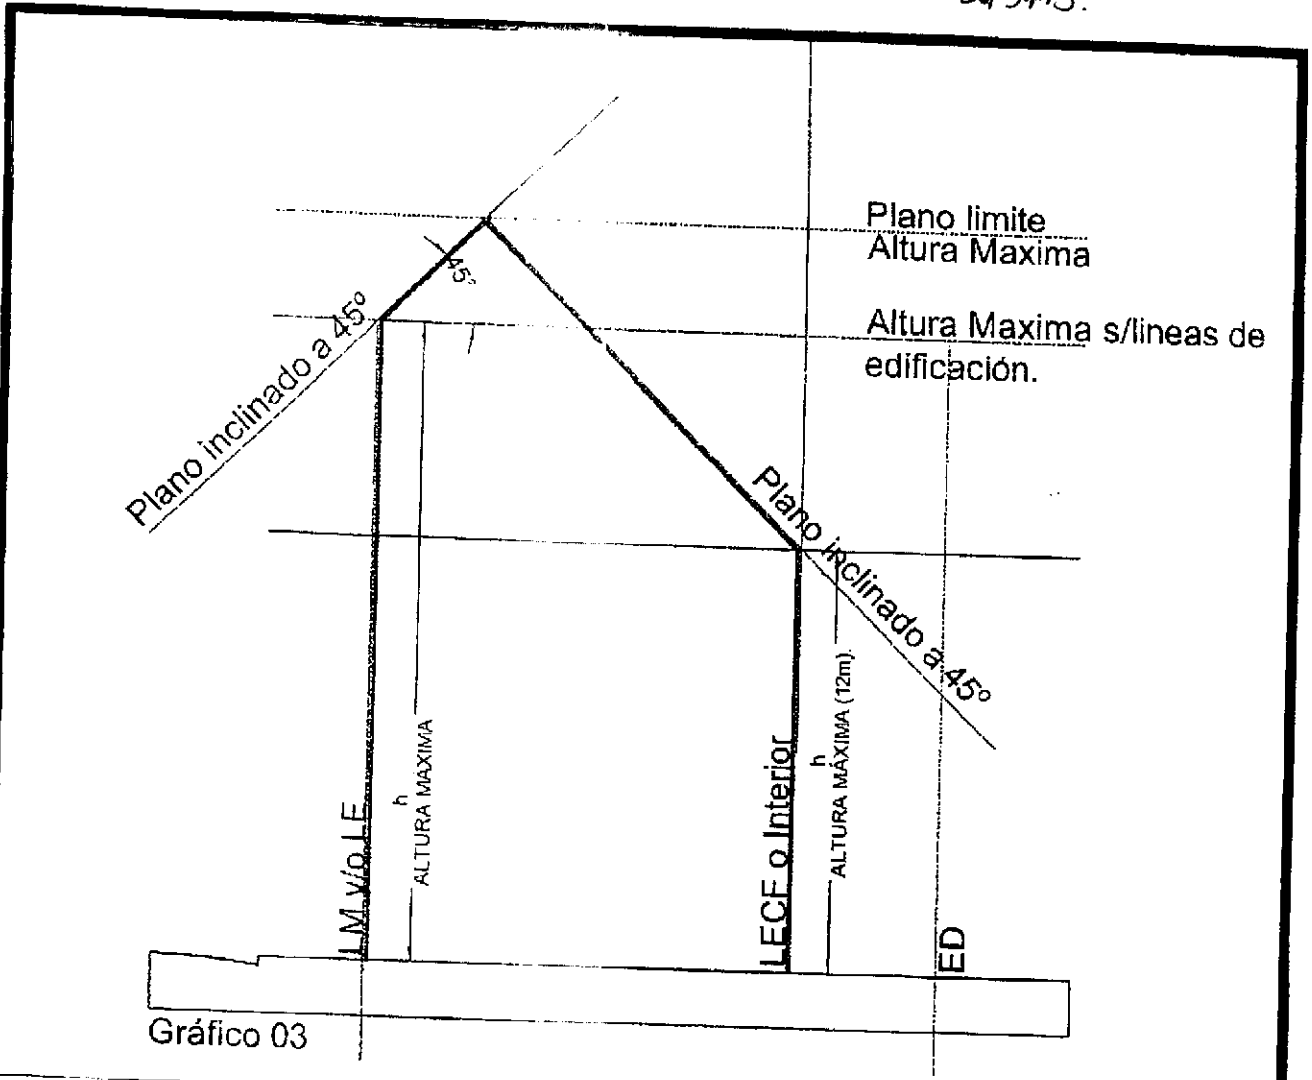 Plano limite
Altura Maxima
45°
Plano inclinado a 45º
Altura Maxima s/lineas de
edificación.
Plano inclinado a 45º
h
ALTURA MAXIMA
h
ALTURA MÁXIMA (12m).
LM y/o LE
LECF o Interior
ED
Gráfico 03